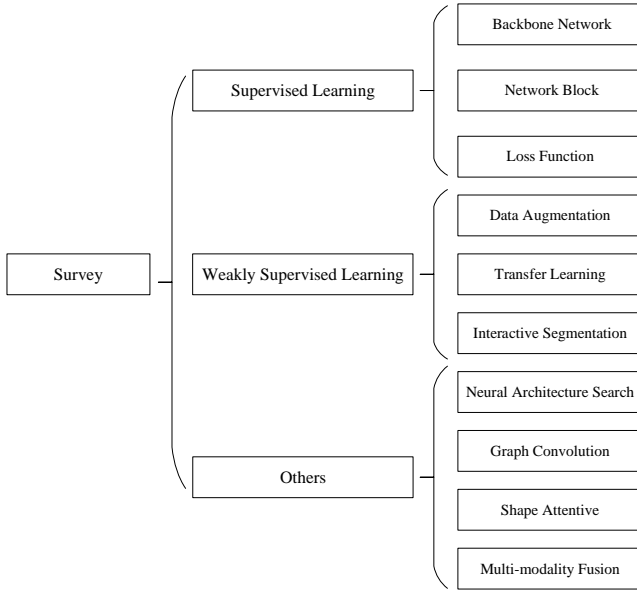 Survey
Supervised Learning
Backbone Network
Network Block
Loss Function
Weakly Supervised Learning
Data Augmentation
Transfer Learning
Interactive Segmentation
Others
Neural Architecture Search
Graph Convolution
Shape Attentive
Multi-modality Fusion